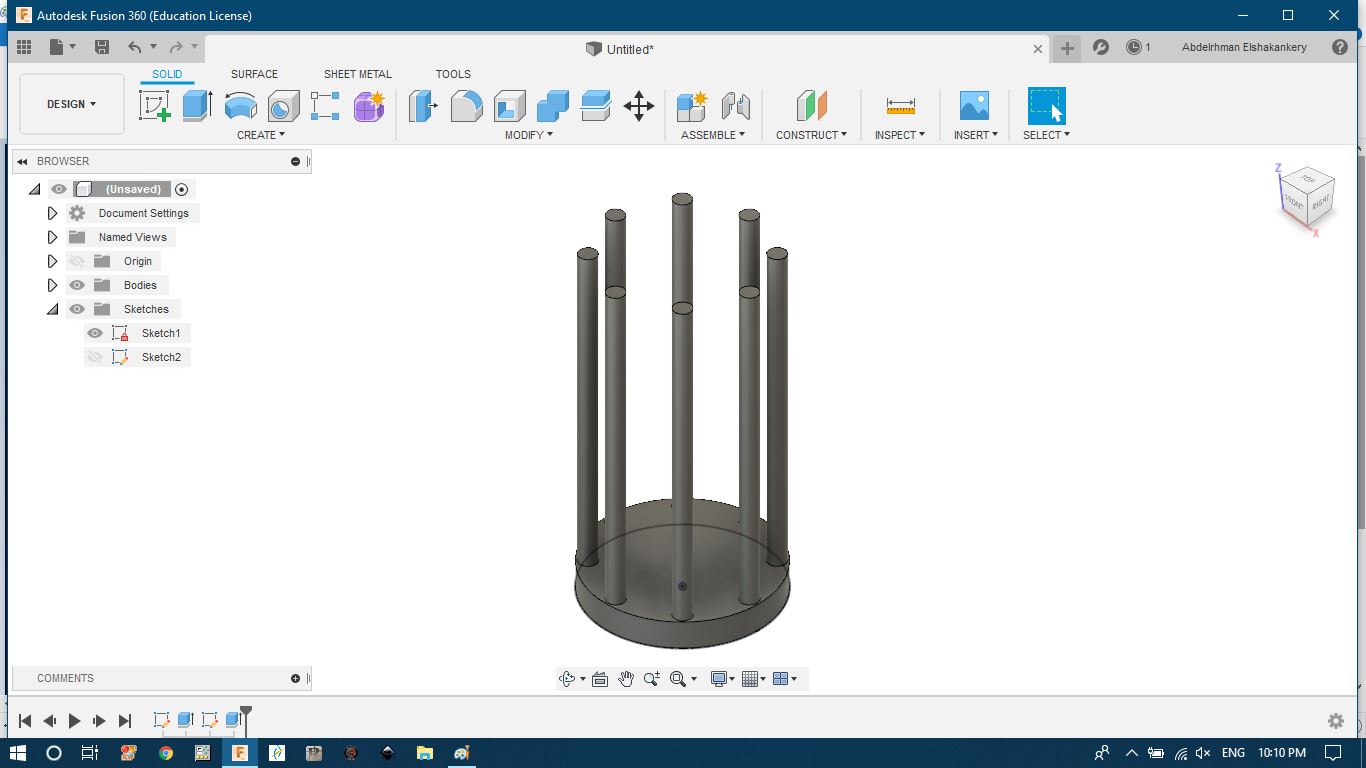 Autodesk Fusion 360 (Education License)
Untitled*
1
Abdelrhman Elshakankery
DESIGN
SOLID
SURFACE
SHEET METAL
TOOLS
CREATE
MODIFY
ASSEMBLE
CONSTRUCT
INSPECT
INSERT
SELECT
BROWSER
(Unsaved)
Document Settings
Named Views
Origin
Bodies
Sketches
Sketch1
Sketch2
Z
TOP
FRONT
RIGHT
X
COMMENTS
ENG
10:10 PM